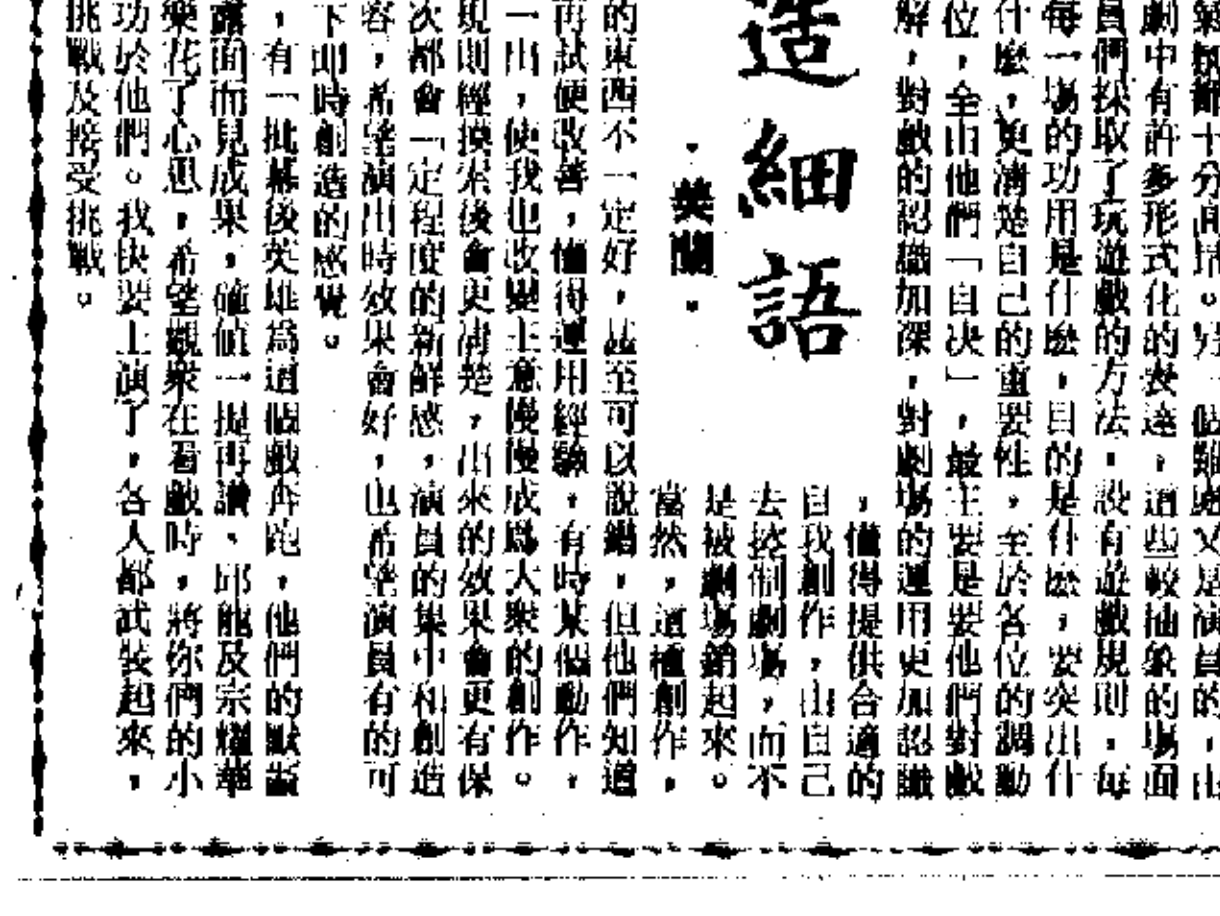 十分
劇中有許多形式化的表達，這些較抽象的場面
員們採取了玩遊戲的方法，設有遊戲規則，每
每一場的功用是什麽，目的是什麽，要突出什
什麼，更清楚自己的重要性，至於各位的調動
位，全由他們「自决」，最主要是要他們對戲
解，對戲的認識加深，對劇場的運用更加認識
，懂得提供合適的
自我創作，由自己
去控制劇場，而不
是被劇場銷起來。
當然，這種創作，
造細語
·英蘭·
的東西不一定好，甚至可以說錯，但他們知道
再試便改善，懂得運用經驗，有時某個動作，
一出，使我也改變主意慢慢成爲大衆的創作。
現則經摸索後會更清楚，出來的效果會更有保
次都會一定程度的新鮮感，演員的集中和創造
容，希望演出時效果會好，也希望演員有的可
下即時創造的感覺。
，有一批幕後英雄爲這個戲奔跑，他們的
露面而見成果，確值一提再讚、邱龍及宗耀華
樂花了心思，希望觀衆在看戲時，將你們的小
功於他們。我快要上演了，各人都武裝起來，
挑戰及接受挑戰。